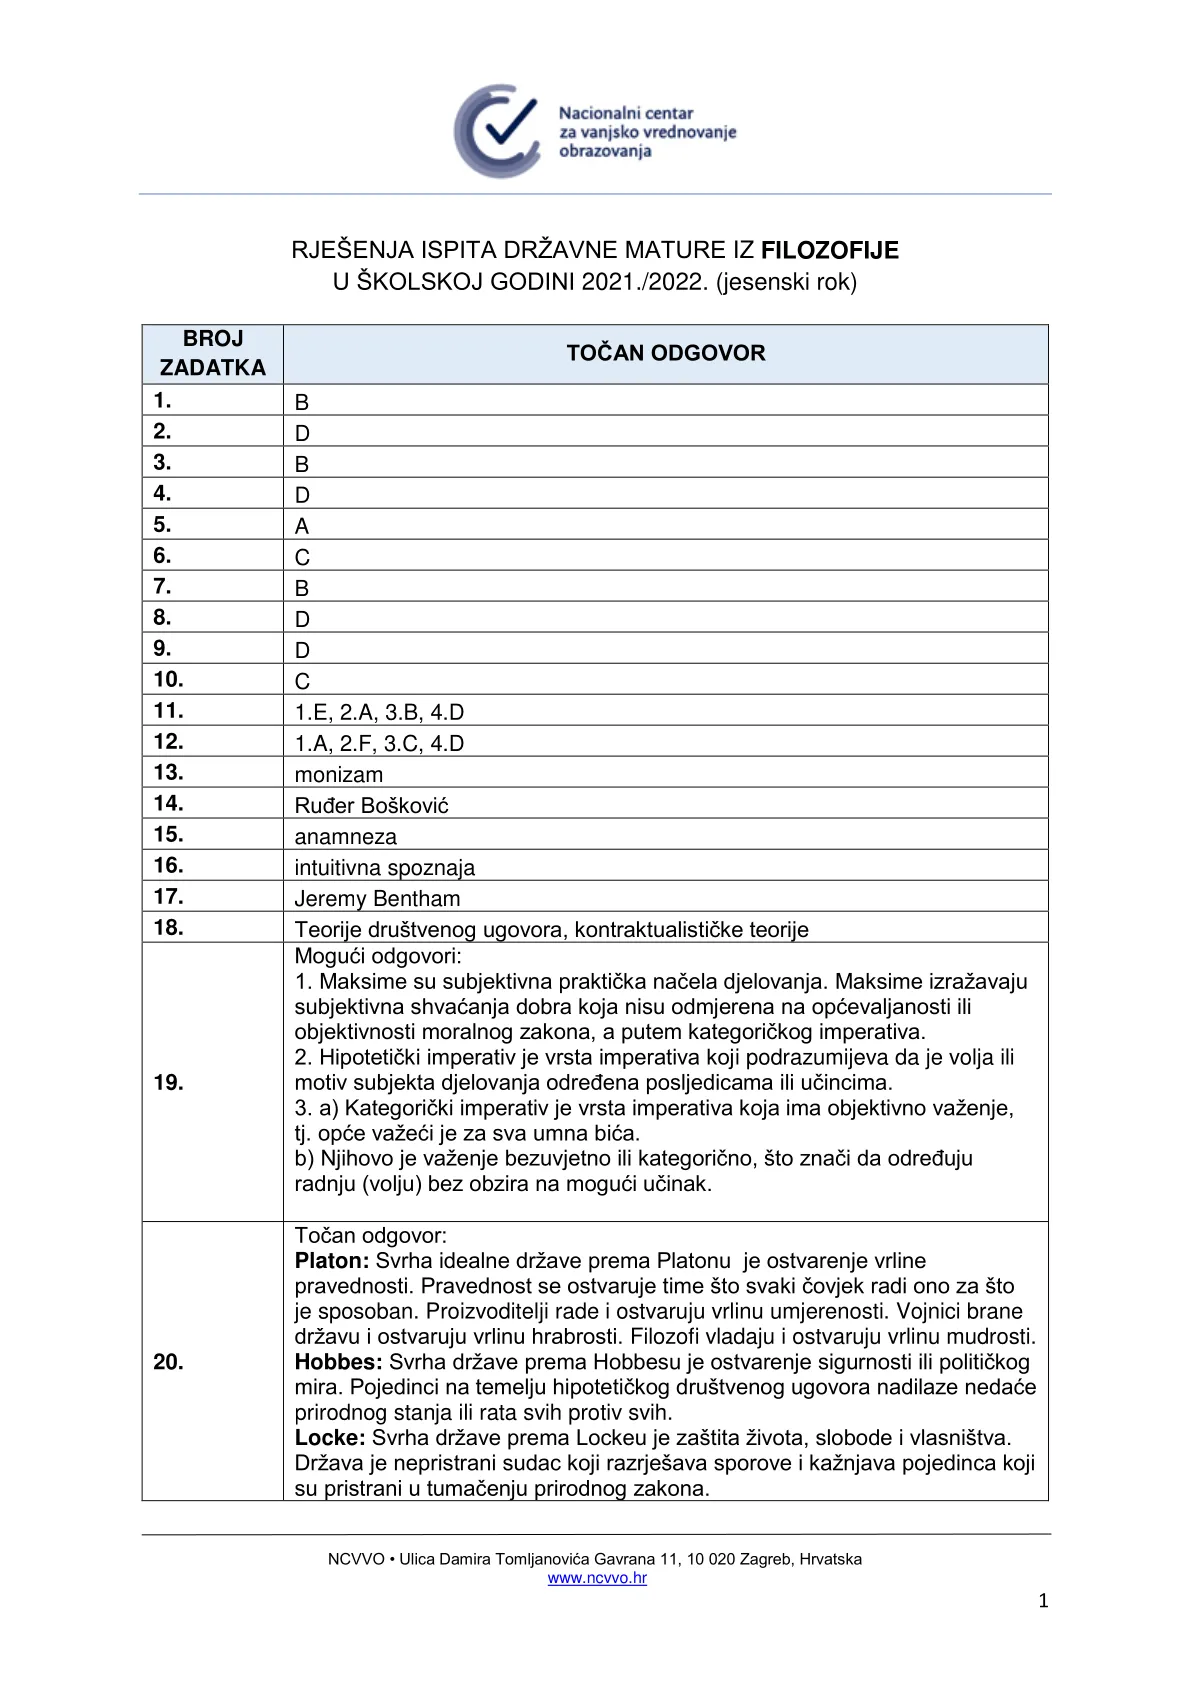 Nacionalni centar
za vanjsko vrednovanje
obrazovanja
RJEŠENJA ISPITA DRŽAVNE MATURE IZ FILOZOFIJE
U ŠKOLSKOJ GODINI 2021./2022. (jesenski rok)
BROJ
ZADATKA
TOČAN ODGOVOR
1.
B
2.
D
3.
B
4.
D
5.
A
6.
C
7.
B
8.
D
9.
D
10.
C
11.
1.E, 2.A, 3.B, 4.D
12.
1.A, 2.F, 3.C, 4.D
13.
monizam
14.
Ruđer Bošković
15.
anamneza
16.
intuitivna spoznaja
17.
Jeremy Bentham
18.
Teorije društvenog ugovora, kontraktualističke teorije
19.
Mogući odgovori:
1. Maksime su subjektivna praktička načela djelovanja. Maksime izražavaju
subjektivna shvaćanja dobra koja nisu odmjerena na općevaljanosti ili
objektivnosti moralnog zakona, a putem kategoričkog imperativa.
2. Hipotetički imperativ je vrsta imperativa koji podrazumijeva da je volja ili
motiv subjekta djelovanja određena posljedicama ili učincima.
3. a) Kategorički imperativ je vrsta imperativa koja ima objektivno važenje,
tj. opće važeći je za sva umna bića.
b) Njihovo je važenje bezuvjetno ili kategorično, što znači da određuju
radnju (volju) bez obzira na mogući učinak.
20.
Točan odgovor:
Platon: Svrha idealne države prema Platonu  je ostvarenje vrline
pravednosti. Pravednost se ostvaruje time što svaki čovjek radi ono za što
je sposoban. Proizvoditelji rade i ostvaruju vrlinu umjerenosti. Vojnici brane
državu i ostvaruju vrlinu hrabrosti. Filozofi vladaju i ostvaruju vrlinu mudrosti.
Hobbes: Svrha države prema Hobbesu je ostvarenje sigurnosti ili političkog
mira. Pojedinci na temelju hipotetičkog društvenog ugovora nadilaze nedaće
prirodnog stanja ili rata svih protiv svih.
Locke: Svrha države prema Lockeu je zaštita života, slobode i vlasništva.
Država je nepristrani sudac koji razrješava sporove i kažnjava pojedinca koji
su pristrani u tumačenju prirodnog zakona.
NCVVO • Ulica Damira Tomljanovića Gavrana 11, 10 020 Zagreb, Hrvatska
www.ncvvo.hr
1